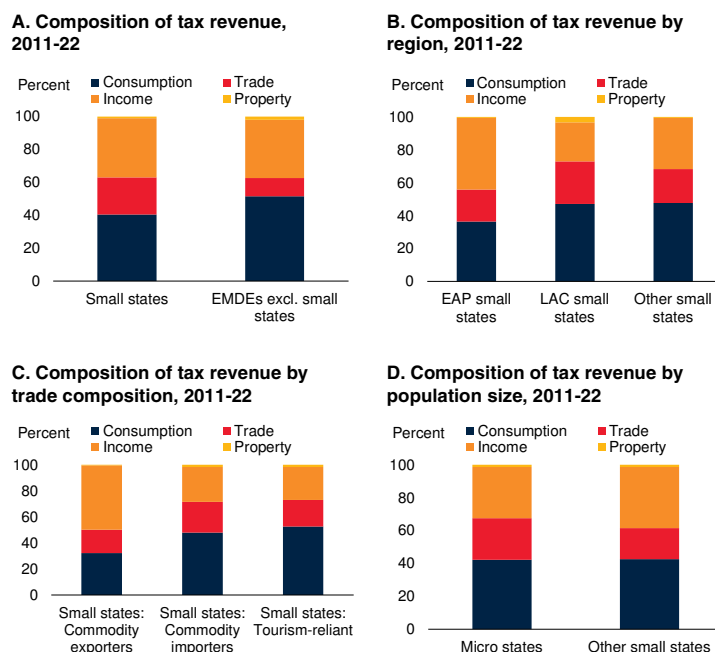 A. Composition of tax revenue,
2011-22
Percent
Consumption
Trade
Income
Property
100
80
60
40
20
0
Small states
EMDEs excl. small
states
B. Composition of tax revenue by
region, 2011-22
Percent
Consumption
Trade
Income
Property
100
80
60
40
20
0
EAP small
states
LAC small
states
Other small
states
C. Composition of tax revenue by
trade composition, 2011-22
Percent
Consumption
Trade
Income
Property
100
80
60
40
20
0
Small states:
Commodity
exporters
Small states:
Commodity
importers
Small states:
Tourism-reliant
D. Composition of tax revenue by
population size, 2011-22
Percent
Consumption
Trade
Income
Property
100
80
60
40
20
0
Micro states
Other small states